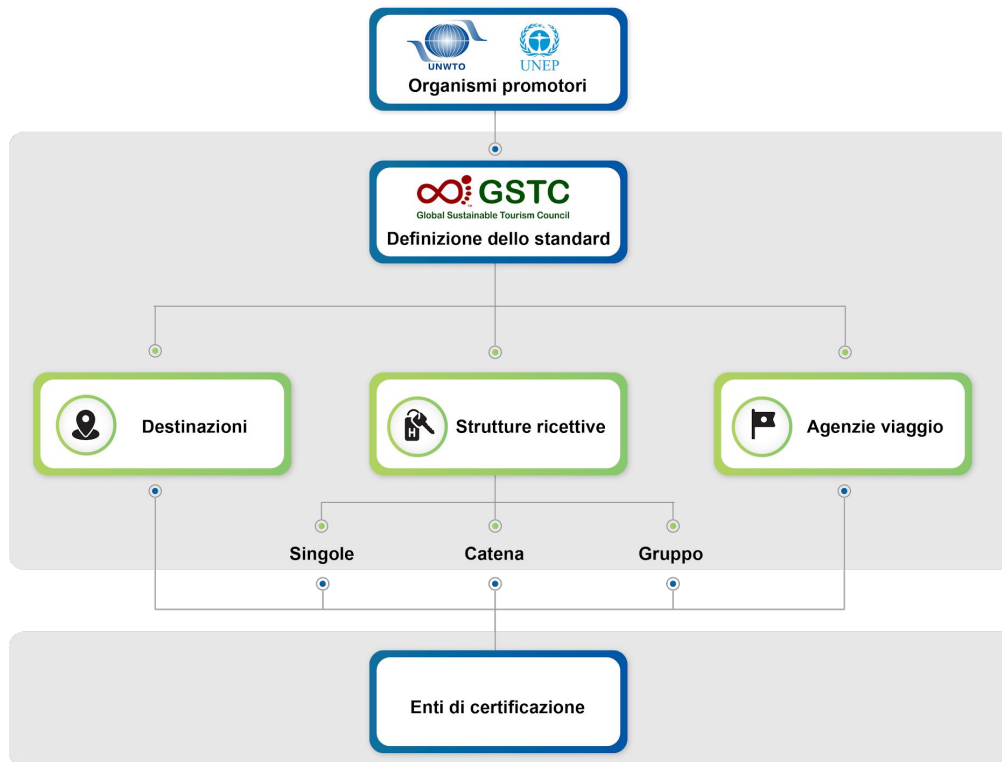 UNWTO
UNEP
Organismi promotori
GSTC
Global Sustainable Tourism Council
Definizione dello standard
Destinazioni
H
Strutture ricettive
Agenzie viaggio
Singole
Catena
Gruppo
Enti di certificazione